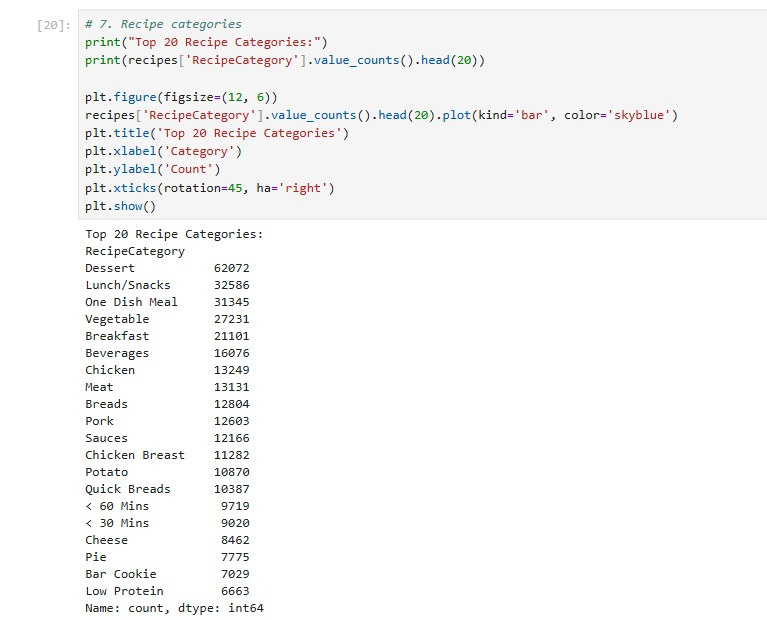 [20]: # 7. Recipe categories
print("Top 20 Recipe Categories:")
print(recipes['RecipeCategory'].value_counts().head(20))
plt.figure(figsize=(12, 6))
recipes['RecipeCategory'].value_counts().head(20).plot(kind='bar', color='skyblue')
plt.title('Top 20 Recipe Categories')
plt.xlabel('Category')
plt.ylabel('Count')
plt.xticks(rotation=45, ha='right')
plt.show()
Top 20 Recipe Categories:
RecipeCategory
Dessert 62072
Lunch/Snacks 32586
One Dish Meal 31345
Vegetable 27231
Breakfast 21101
Beverages 16076
Chicken 13249
Meat 13131
Breads 12804
Pork 12603
Sauces 12166
Chicken Breast 11282
Potato 10870
Quick Breads 10387
< 60 Mins 9719
< 30 Mins 9020
Cheese 8462
Pie 7775
Bar Cookie 7029
Low Protein 6663
Name: count, dtype: int64